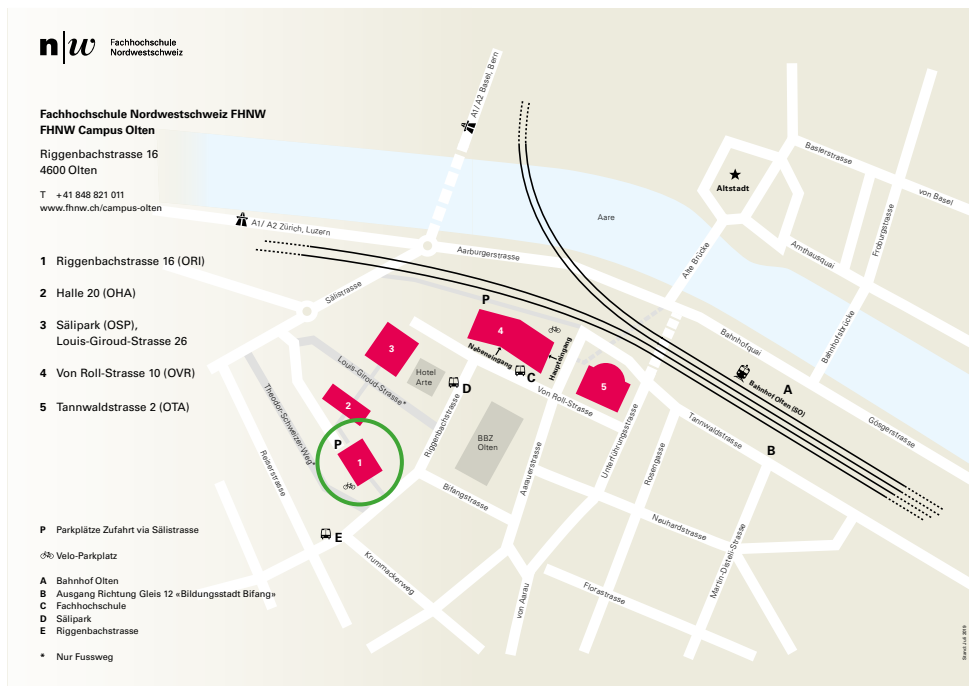 n|w Fachhochschule
Nordwestschweiz
Fachhochschule Nordwestschweiz FHNW
FHNW Campus Olten
Riggenbachstrasse 16
4600 Olten
T +41 848 821 011
www.fhnw.ch/campus-olten
1 Riggenbachstrasse 16 (ORI)
2 Halle 20 (OHA)
3 Sälipark (OSP),
Louis-Giroud-Strasse 26
4 Von Roll-Strasse 10 (OVR)
5 Tannwaldstrasse 2 (OTA)
P Parkplätze Zufahrt via Sälistrasse
Velo-Parkplatz
A Bahnhof Olten
B Ausgang Richtung Gleis 12 «Bildungsstadt Bifang»
C Fachhochschule
D Sälipark
E Riggenbachstrasse
* Nur Fussweg
A1/ A2 Basel, Bern
A1/ A2 Zürich, Luzern
Aarburgerstrasse
Aare
Altstadt
Baslerstrasse
von Basel
Froburgstrasse
Amthausquai
Alte Brücke
Bahnhofquai
Bahnhofsbrücke
Sälistrasse
P
4
Nebeneingang
Haupteingang
C
3
Hotel
Arte
D
Von Roll-Strasse
5
Bahnhof Olten (SO)
A
Gösgerstrasse
Louis-Giroud-Strasse*
2
Theodor-Schweizer-Weg*
P
1
Riggenbachstrasse
BBZ
Olten
Aarauerstrasse
Unterführungsstrasse
Rosengasse
Tannwaldstrasse
B
Reiserstrasse
Bifangstrasse
Neuhardstrasse
Martin-Disteli-Strasse
E
Krummackerweg
von Aarau
Florastrasse
Stand: Juli 2019